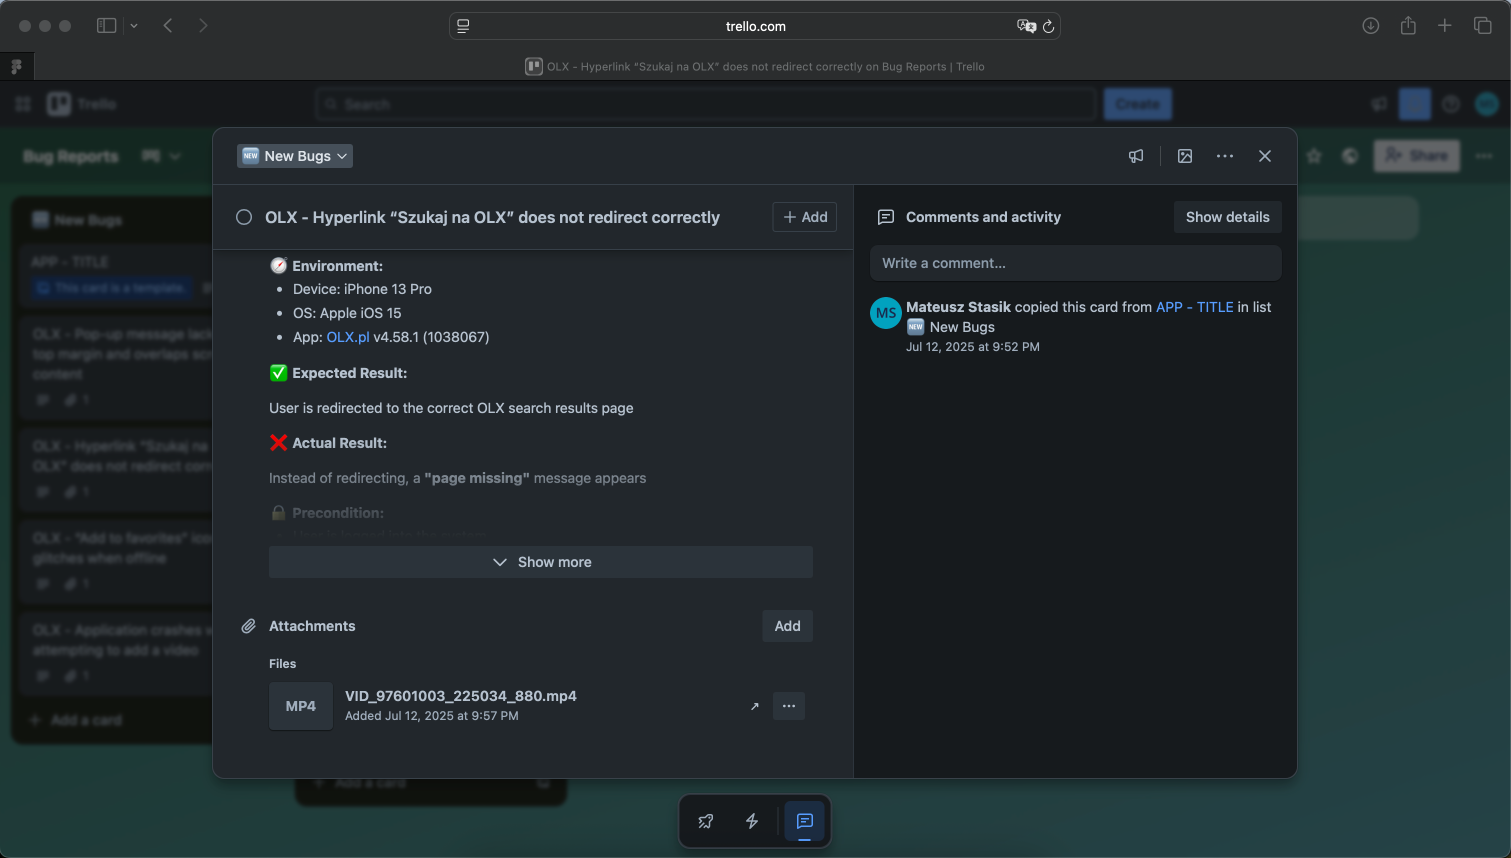 trello.com
OLX - Hyperlink “Szukaj na OLX” does not redirect correctly on Bug Reports | Trello
Trello
Search
Create
Bug Reports
Share
NEW New Bugs
New Bugs
APP - TITLE
This card is a template.
OLX - Pop-up message lack
top margin and overlaps scr
content
1
OLX - Hyperlink “Szukaj na
OLX” does not redirect corr
1
OLX - “Add to favorites” ico
glitches when offline
1
OLX - Application crashes
attempting to add a video
1
+ Add a card
Add a card
OLX - Hyperlink “Szukaj na OLX” does not redirect correctly
+ Add
Environment:
• Device: iPhone 13 Pro
• OS: Apple iOS 15
• App: OLX.pl v4.58.1 (1038067)
Expected Result:
User is redirected to the correct OLX search results page
Actual Result:
Instead of redirecting, a "page missing" message appears
Precondition:
Show more
Attachments
Add
Files
MP4
VID_97601003_225034_880.mp4
Added Jul 12, 2025 at 9:57 PM
Comments and activity
Show details
Write a comment...
MS
Mateusz Stasik copied this card from APP - TITLE in list
NEW New Bugs
Jul 12, 2025 at 9:52 PM